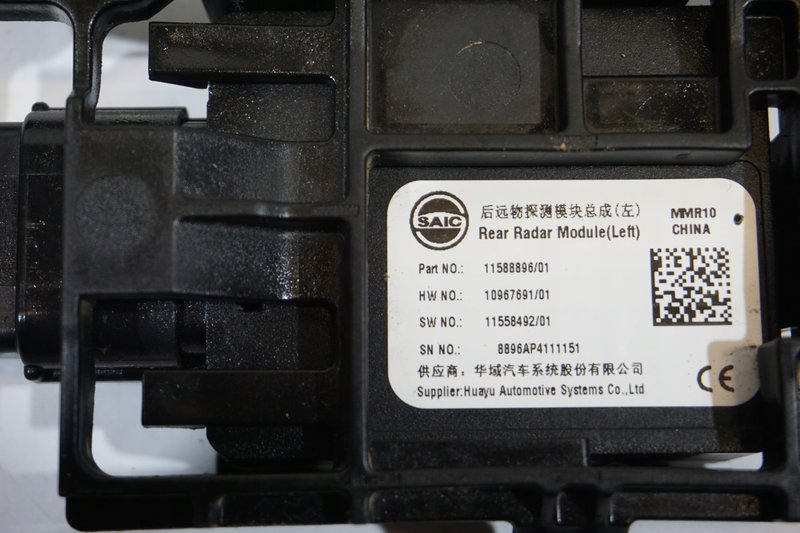 SAIC
后远物探测模块总成(左)
Rear Radar Module(Left)
MMR10
CHINA
Part NO.: 11588896/01
HW NO.: 10967691/01
SW NO.: 11558492/01
SN NO.: 8896AP4111151
供应商：华域汽车系统股份有限公司
Supplier:Huayu Automotive Systems Co.,Ltd
CE